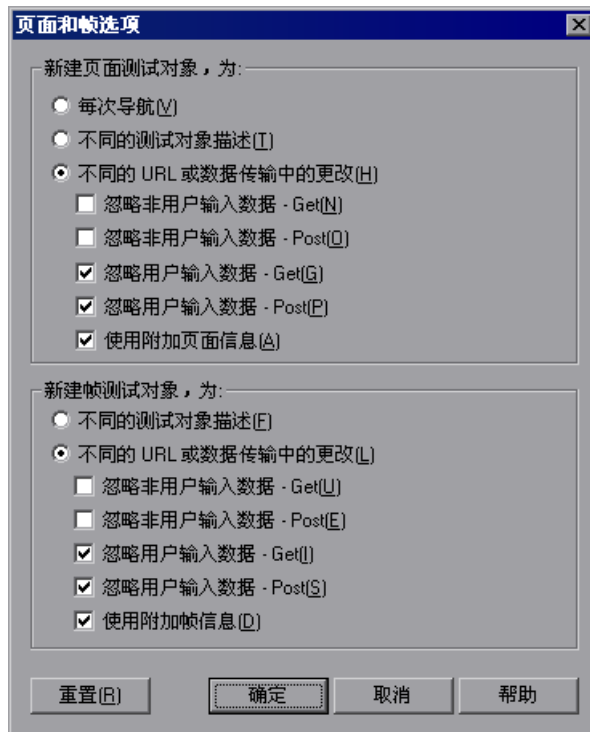 页面和帧选项
新建页面测试对象，为:
每次导航(V)
不同的测试对象描述(T)
不同的 URL 或数据传输中的更改(H)
忽略非用户输入数据 - Get(N)
忽略非用户输入数据 - Post(O)
忽略用户输入数据 - Get(G)
忽略用户输入数据 - Post(P)
使用附加页面信息(A)
新建帧测试对象，为:
不同的测试对象描述(F)
不同的 URL 或数据传输中的更改(L)
忽略非用户输入数据 - Get(U)
忽略非用户输入数据 - Post(E)
忽略用户输入数据 - Get(I)
忽略用户输入数据 - Post(S)
使用附加帧信息(D)
重置(R) 确定 取消 帮助